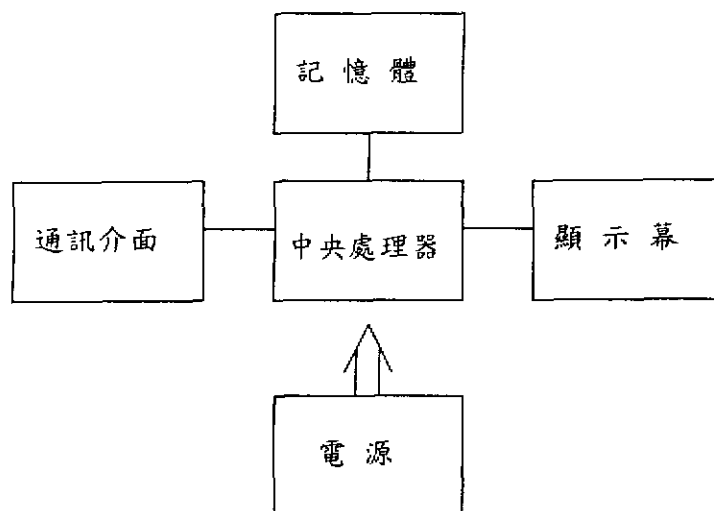 記憶體
通訊介面
中央處理器
顯示幕
電源